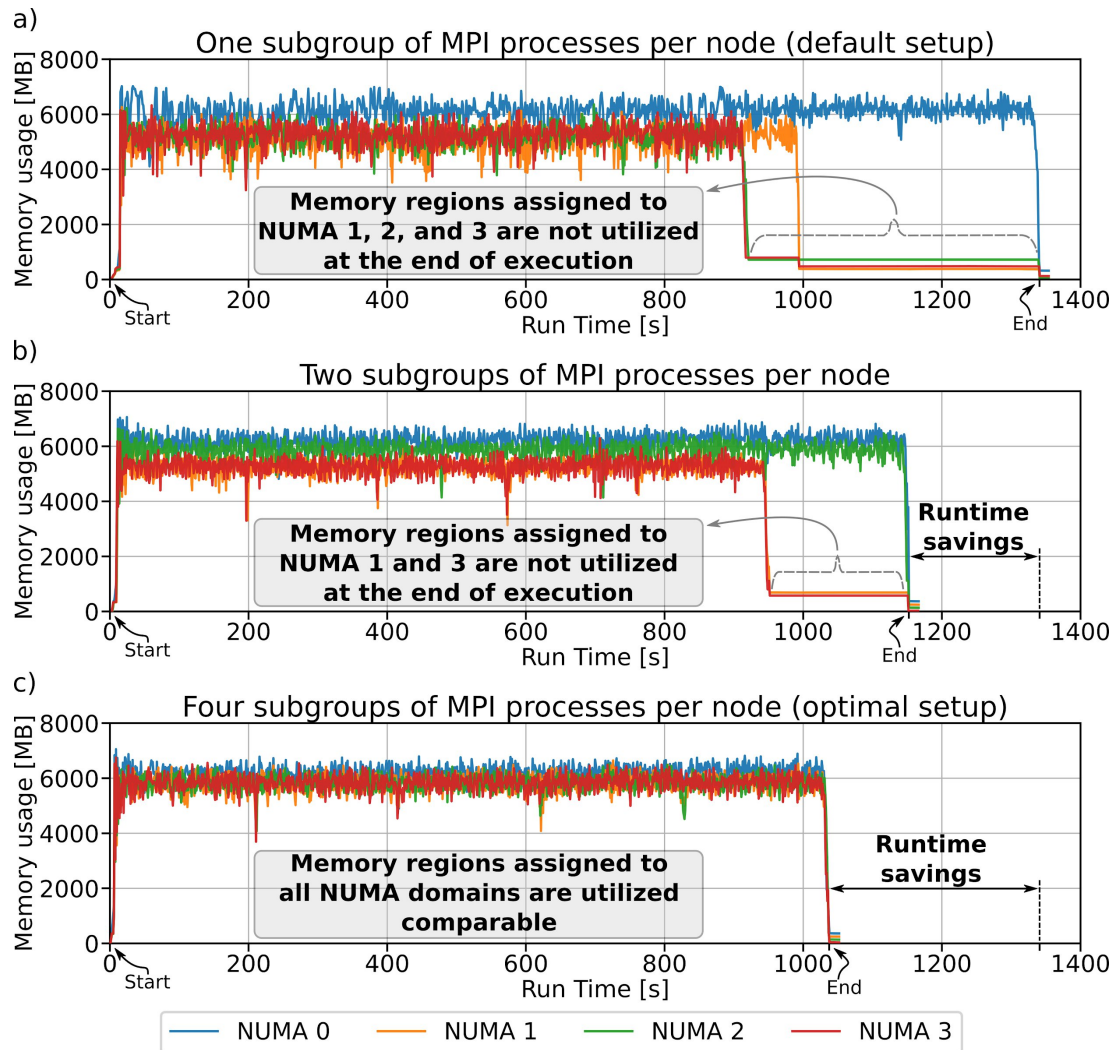 a)
One subgroup of MPI processes per node (default setup)
Memory usage [MB]
8000
6000
4000
2000
0
Memory regions assigned to
NUMA 1, 2, and 3 are not utilized
at the end of execution
0 200 400 600 800 1000 1200 1400
Start
End
Run Time [s]
b)
Two subgroups of MPI processes per node
Memory usage [MB]
8000
6000
4000
2000
0
Memory regions assigned to
NUMA 1 and 3 are not utilized
at the end of execution
Runtime
savings
0 200 400 600 800 1000 1200 1400
Start
End
Run Time [s]
c)
Four subgroups of MPI processes per node (optimal setup)
Memory usage [MB]
8000
6000
4000
2000
0
Memory regions assigned to
all NUMA domains are utilized
comparable
Runtime
savings
0 200 400 600 800 1000 1200 1400
Start
End
Run Time [s]
NUMA 0 NUMA 1 NUMA 2 NUMA 3